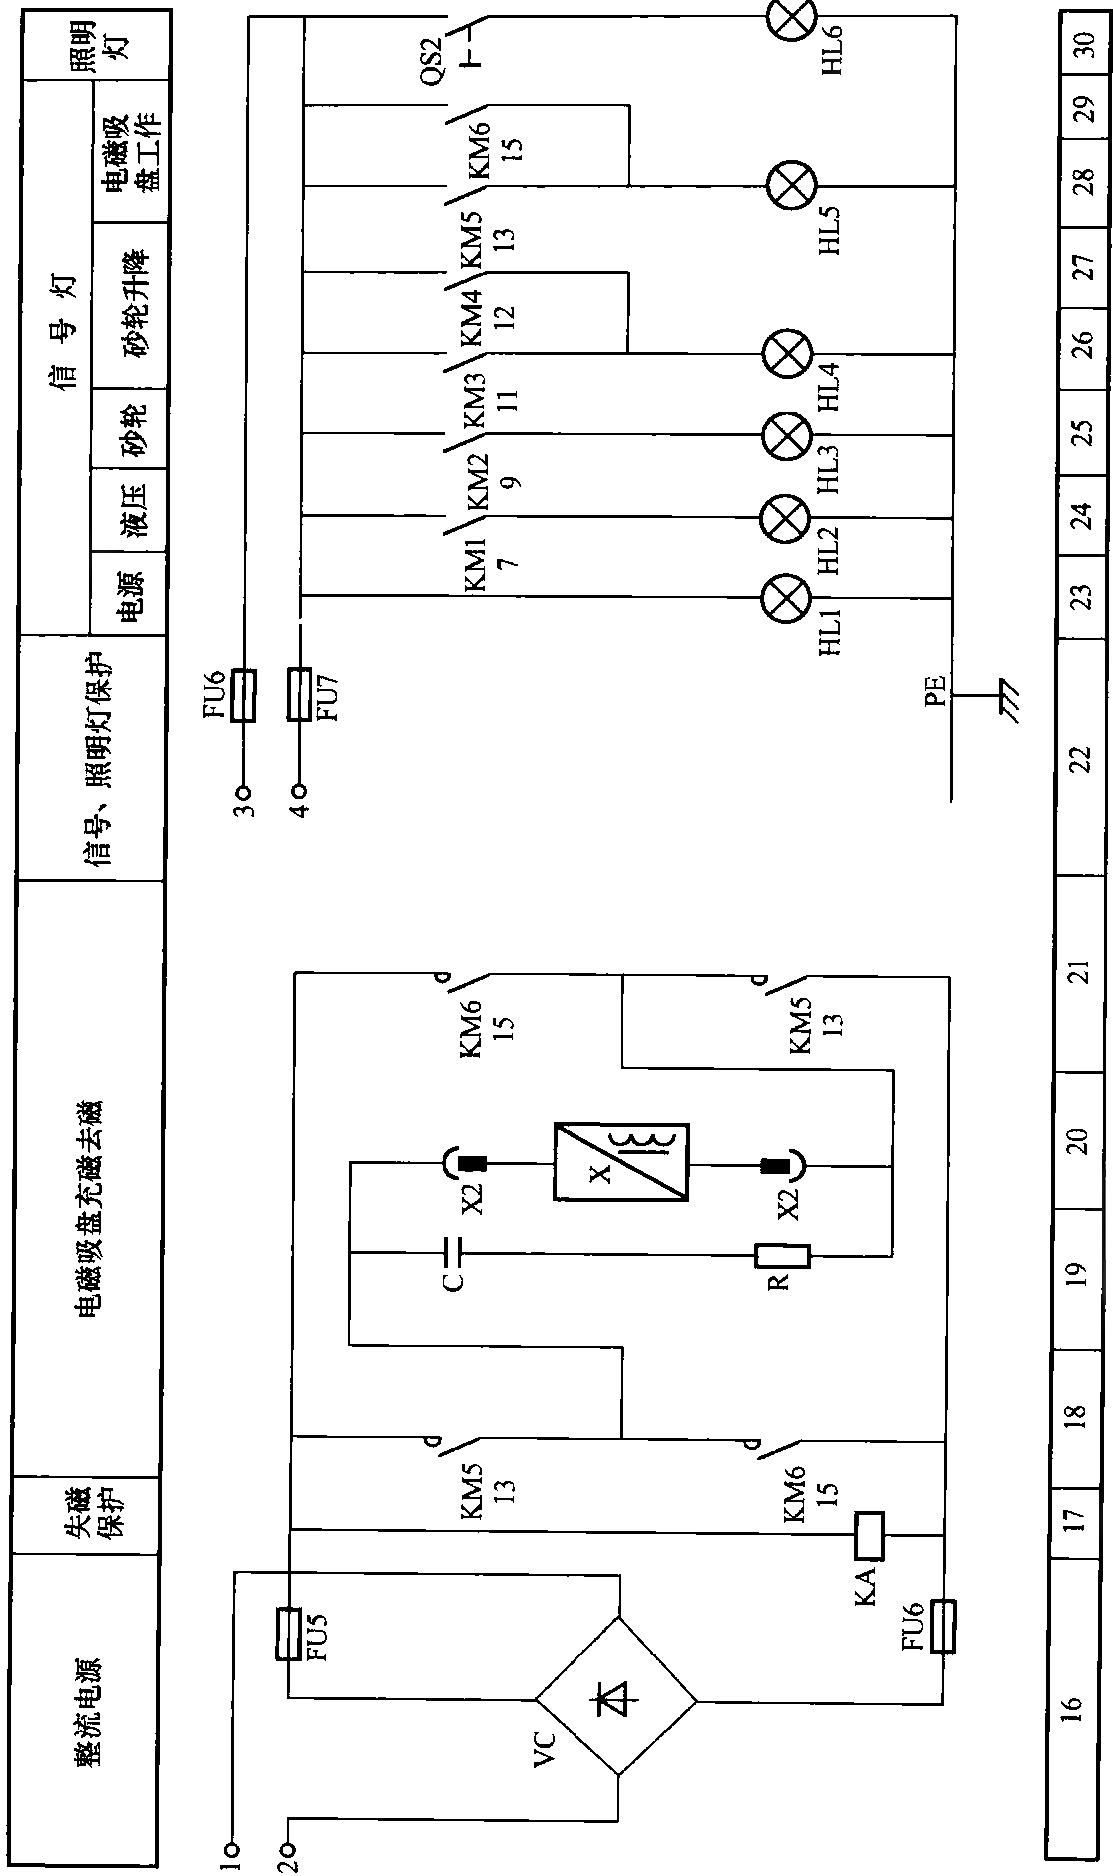 整流电源
失磁
保护
电磁吸盘充磁去磁
信号、照明灯保护
信号灯
电源
液压
砂轮
砂轮升降
电磁吸
盘工作
照明
灯
1
2
FU5
VC
FU6
KA
KM5
13
KM6
15
C
R
X2
X
X2
KM6
15
KM5
13
3
4
FU6
FU7
PE
HL1
KM1
7
HL2
KM2
9
HL3
KM3
11
HL4
KM4
12
KM5
13
HL5
KM6
15
QS2
HL6
16
17
18
19
20
21
22
23
24
25
26
27
28
29
30